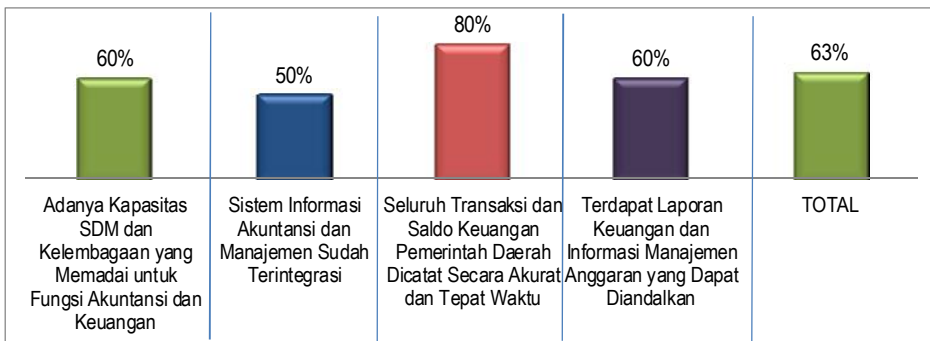 60%
50%
80%
60%
63%
Adanya Kapasitas
SDM dan
Kelembagaan yang
Memadai untuk
Fungsi Akuntansi dan
Keuangan
Sistem Informasi
Akuntansi dan
Manajemen Sudah
Terintegrasi
Seluruh Transaksi dan
Saldo Keuangan
Pemerintah Daerah
Dicatat Secara Akurat
dan Tepat Waktu
Terdapat Laporan
Keuangan dan
Informasi Manajemen
Anggaran yang Dapat
Diandalkan
TOTAL